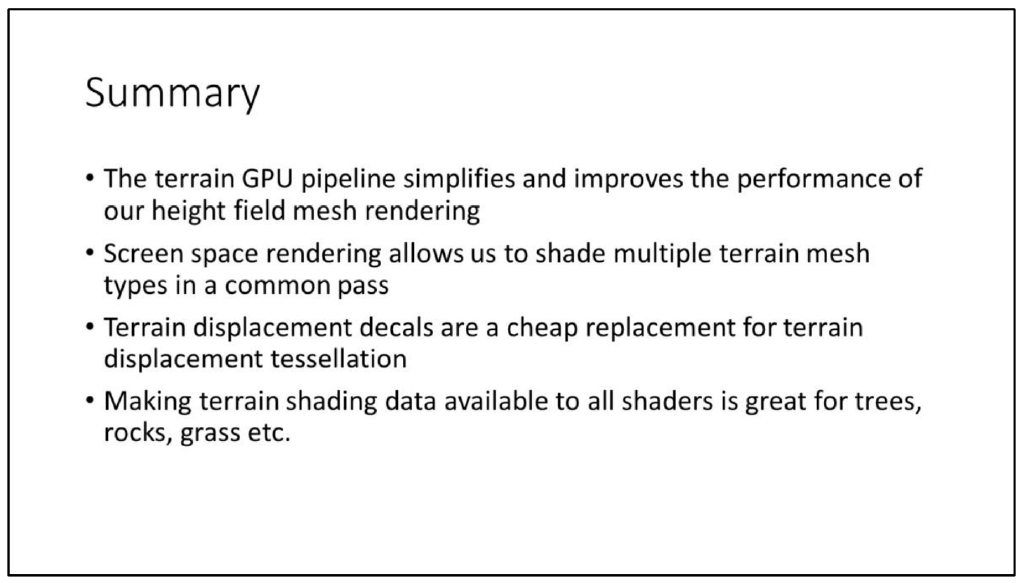 Summary
• The terrain GPU pipeline simplifies and improves the performance of
our height field mesh rendering
• Screen space rendering allows us to shade multiple terrain mesh
types in a common pass
• Terrain displacement decals are a cheap replacement for terrain
displacement tessellation
• Making terrain shading data available to all shaders is great for trees,
rocks, grass etc.